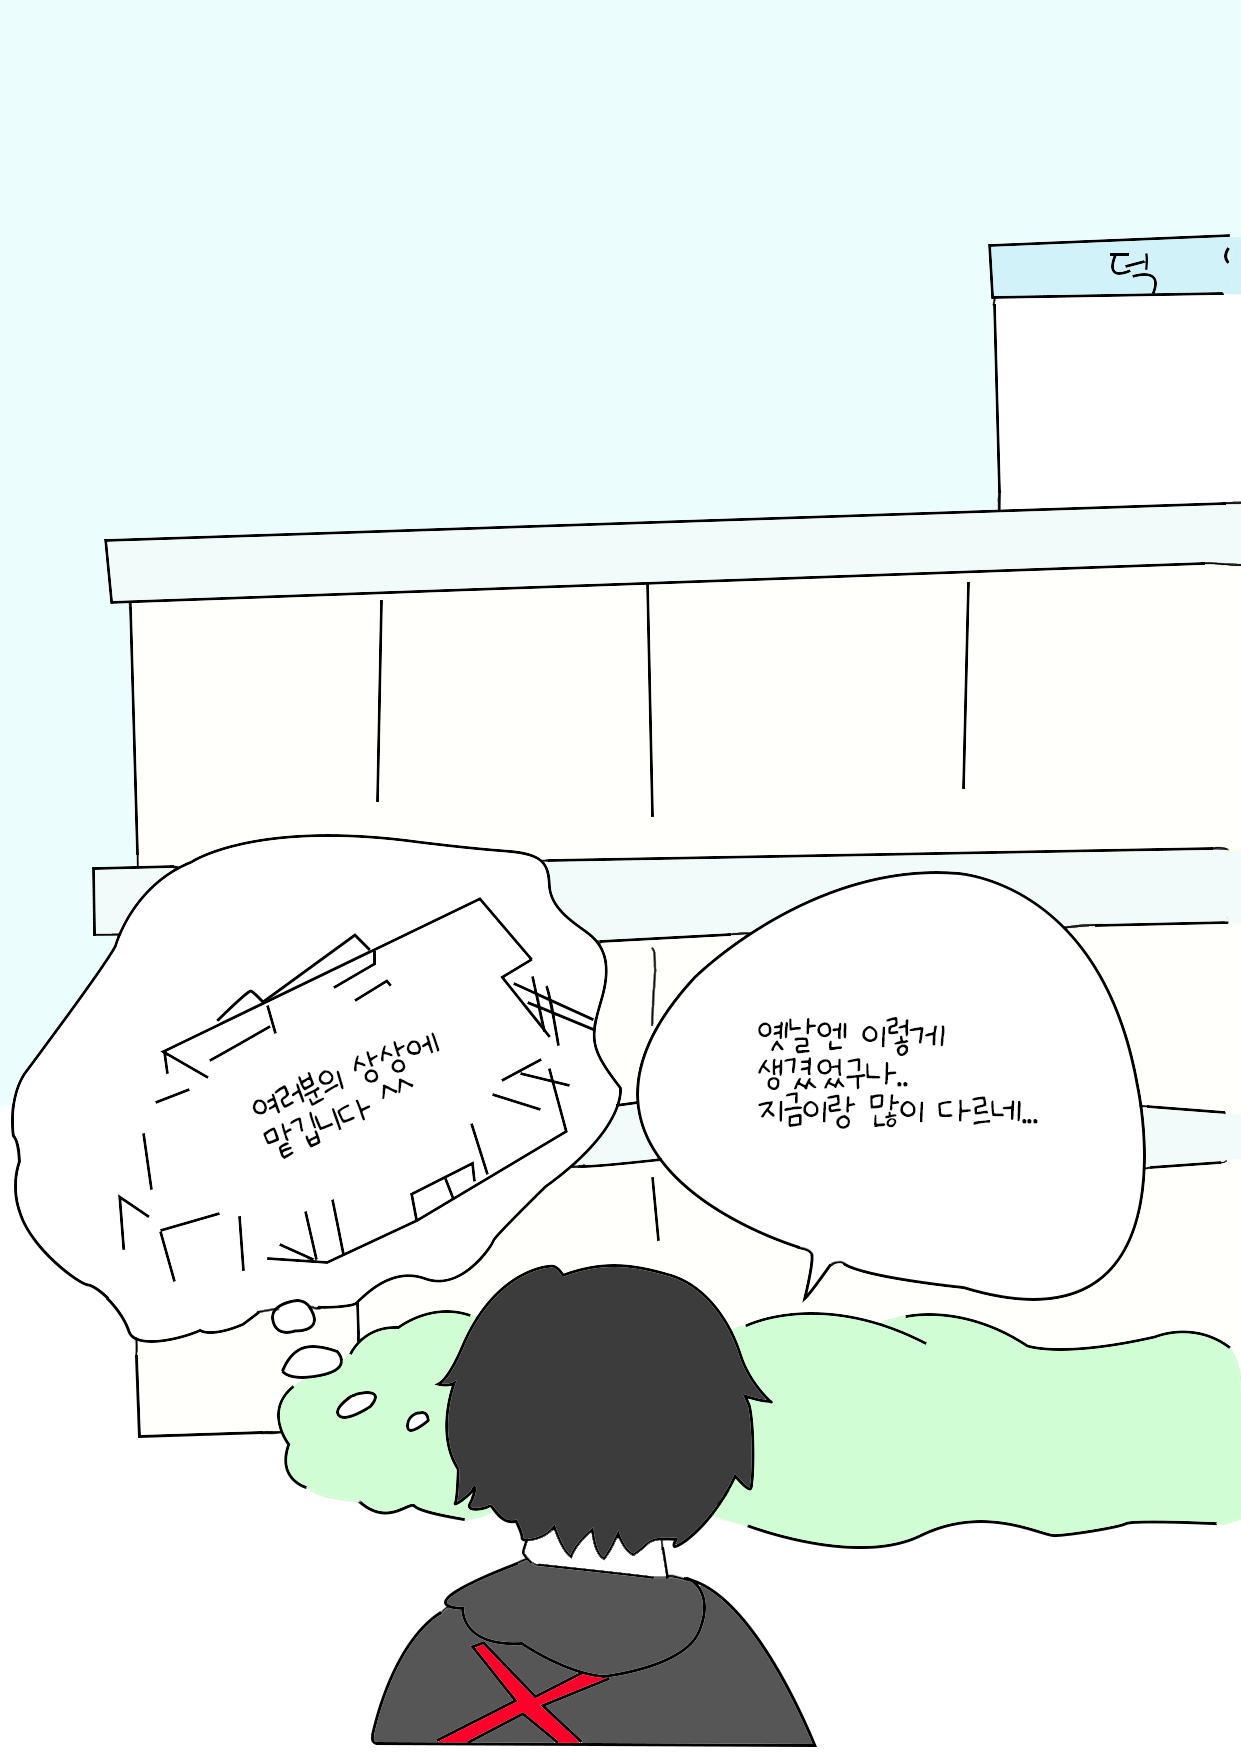 덕
여러분의 상상에
맡깁니다 ^^
옛날엔 이렇게
생겼었구나..
지금이랑 많이 다르네...